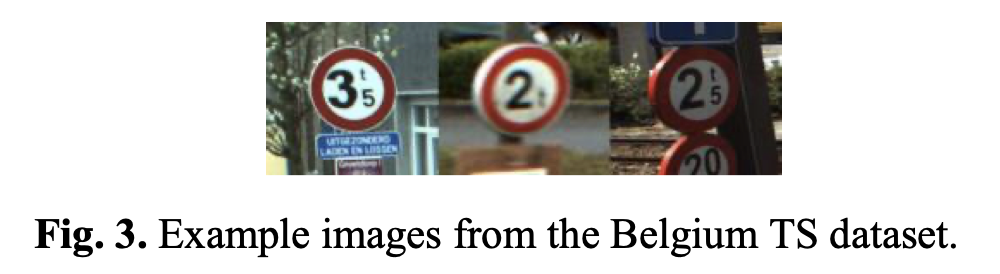 3t5
UITGEZONDERD
LADEN EN LOSSEN
2t
2t5
20
Fig. 3. Example images from the Belgium TS dataset.